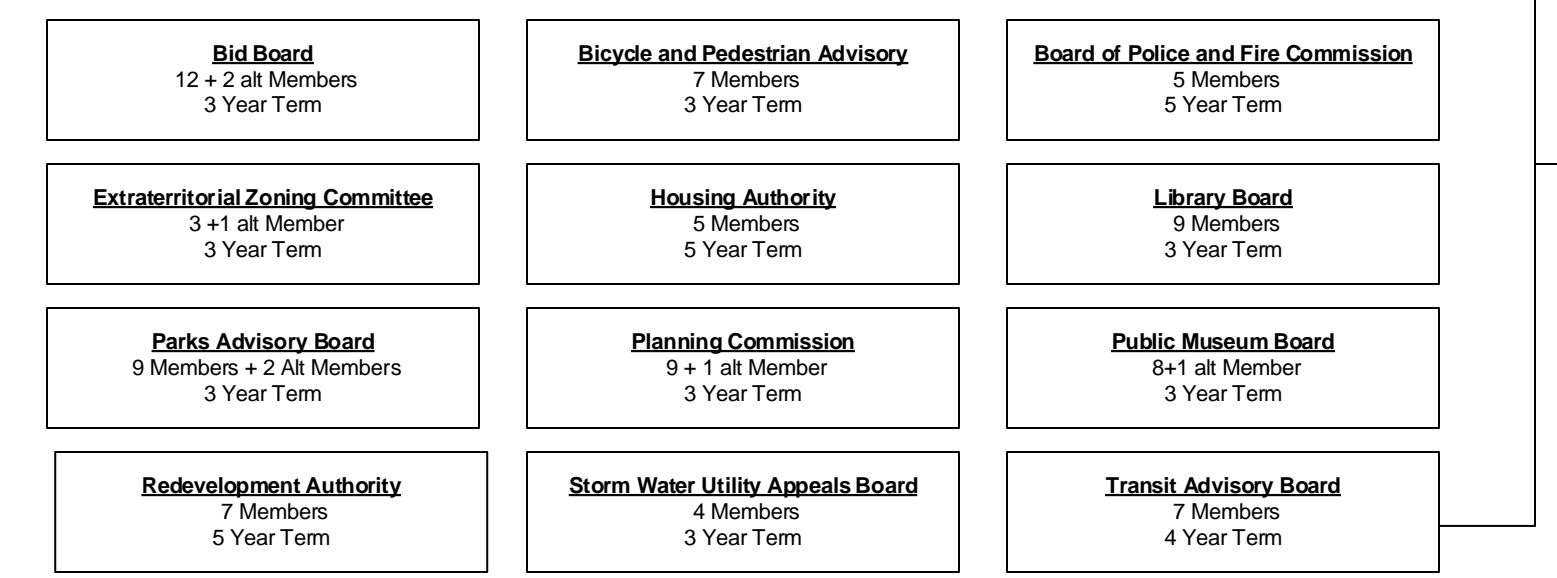 Bid Board
12 + 2 alt Members
3 Year Term
Bicycle and Pedestrian Advisory
7 Members
3 Year Term
Board of Police and Fire Commission
5 Members
5 Year Term
Extraterritorial Zoning Committee
3 +1 alt Member
3 Year Term
Housing Authority
5 Members
5 Year Term
Library Board
9 Members
3 Year Term
Parks Advisory Board
9 Members + 2 Alt Members
3 Year Term
Planning Commission
9 + 1 alt Member
3 Year Term
Public Museum Board
8+1 alt Member
3 Year Term
Redevelopment Authority
7 Members
5 Year Term
Storm Water Utility Appeals Board
4 Members
3 Year Term
Transit Advisory Board
7 Members
4 Year Term